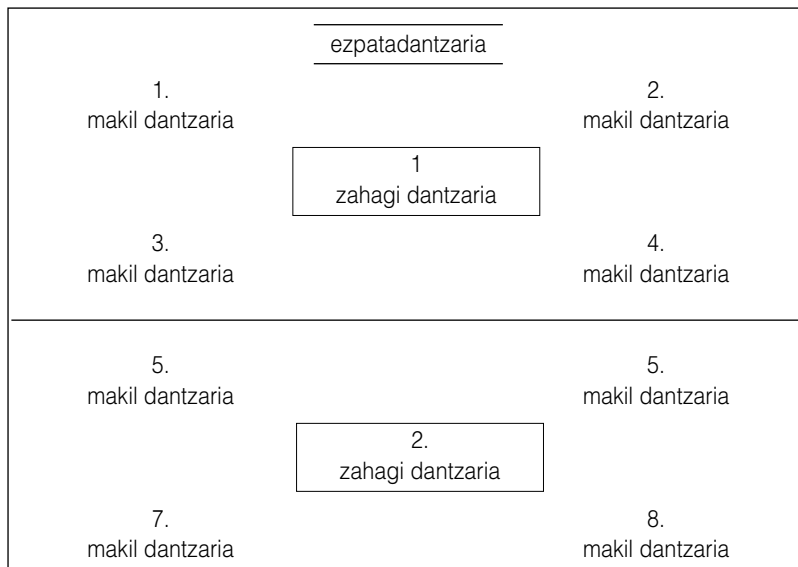 ezpatadantzaria
1. 2.
makil dantzaria makil dantzaria
1
zahagi dantzaria
3. 4.
makil dantzaria makil dantzaria
5. 5.
makil dantzaria makil dantzaria
2.
zahagi dantzaria
7. 8.
makil dantzaria makil dantzaria